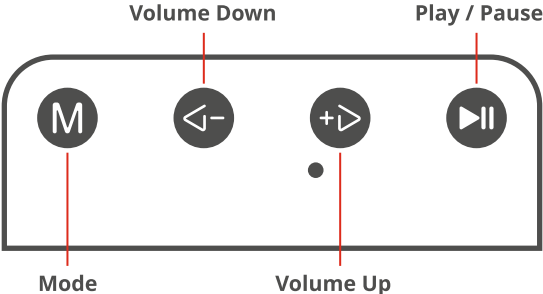 Volume Down
Play / Pause
M
Mode
Volume Up